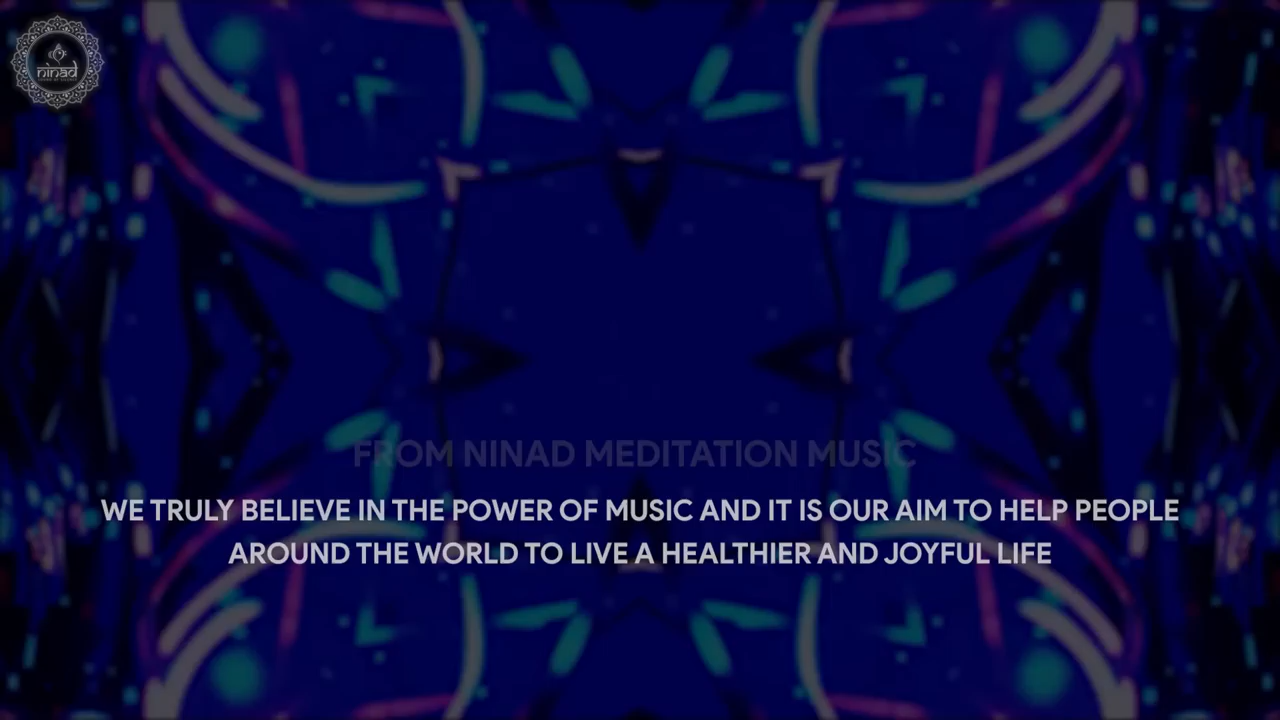 ninad
FROM NINAD MEDITATION MUSIC
WE TRULY BELIEVE IN THE POWER OF MUSIC AND IT IS OUR AIM TO HELP PEOPLE
AROUND THE WORLD TO LIVE A HEALTHIER AND JOYFUL LIFE